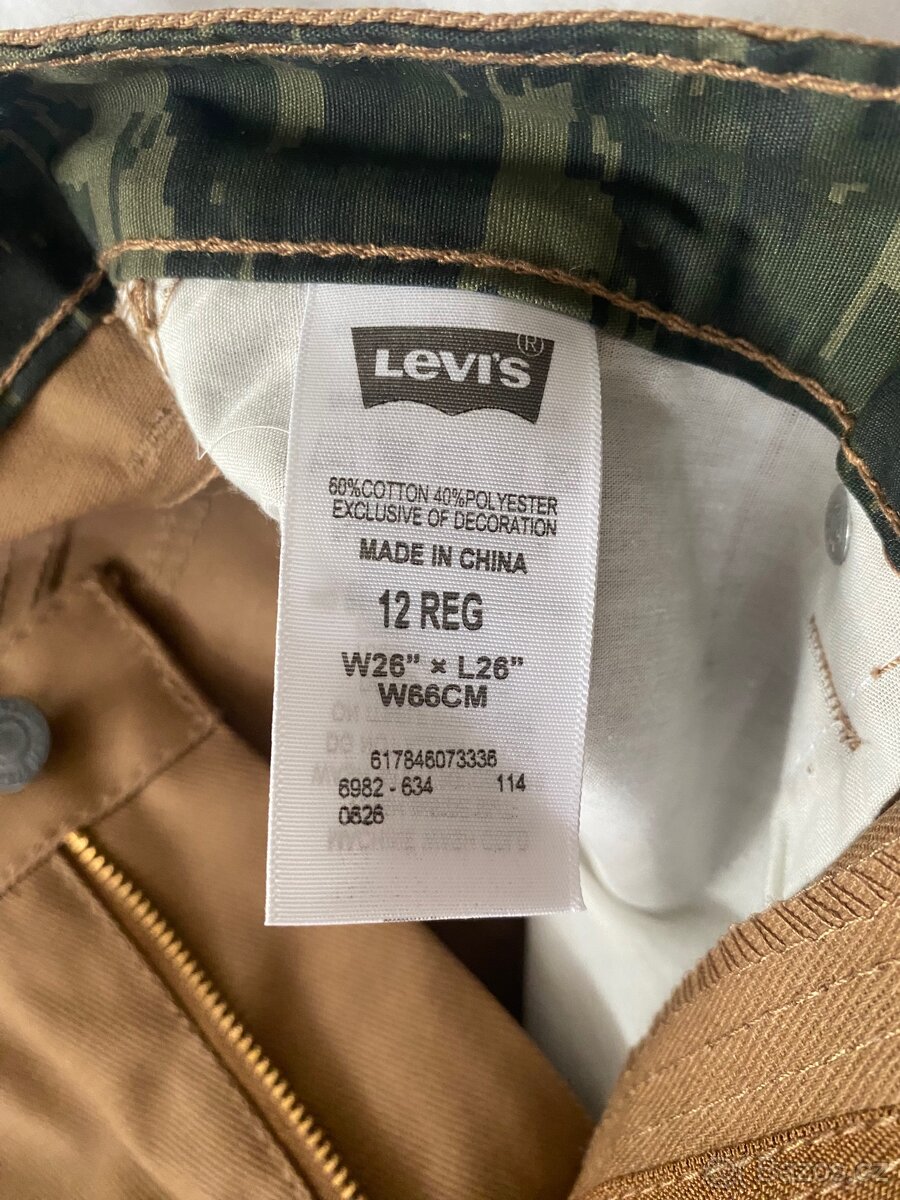 LEVI'S®
60%COTTON 40%POLYESTER
EXCLUSIVE OF DECORATION
MADE IN CHINA
12 REG
W26” × L26”
W66CM
617846073336
6982 - 634 114
0626